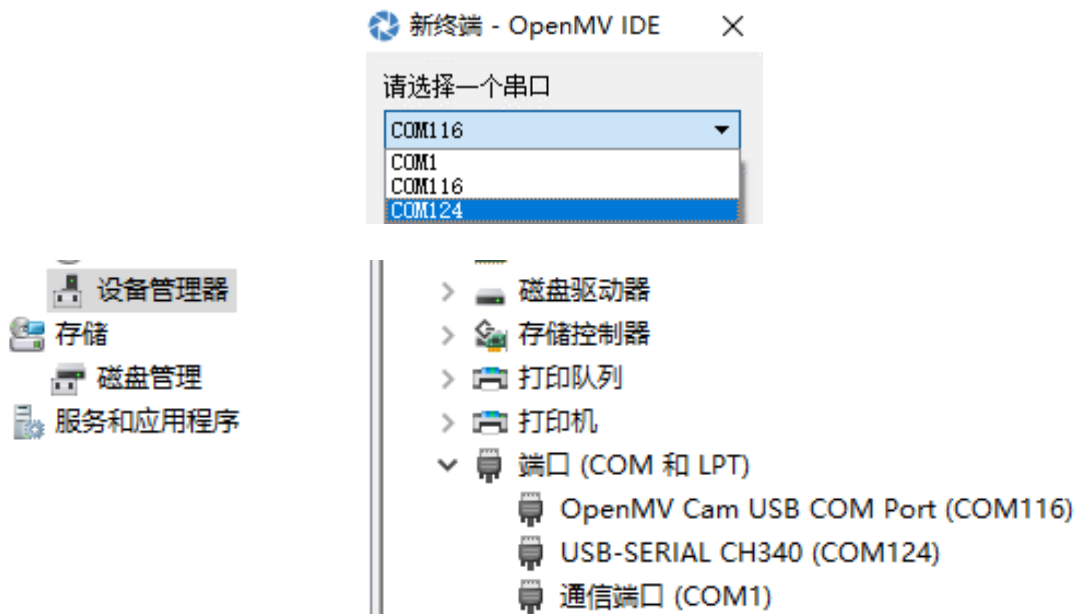 新终端 - OpenMV IDE
请选择一个串口
COM116
COM1
COM116
COM124
设备管理器
存储
磁盘管理
服务和应用程序
磁盘驱动器
存储控制器
打印队列
打印机
端口 (COM 和 LPT)
OpenMV Cam USB COM Port (COM116)
USB-SERIAL CH340 (COM124)
通信端口 (COM1)